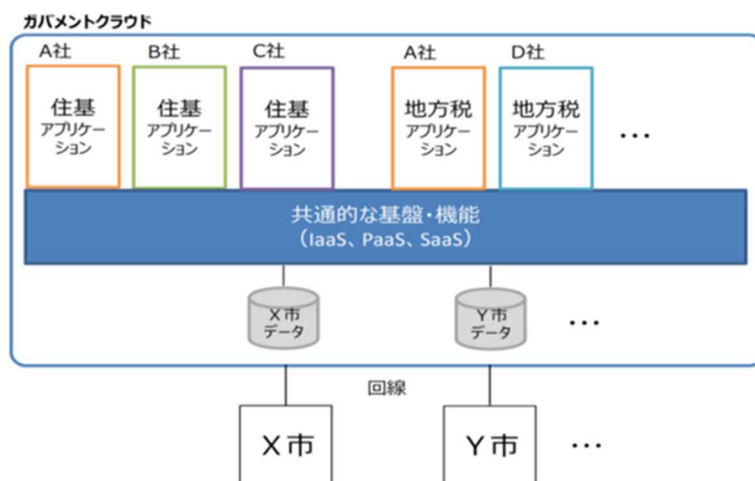 ガバメントクラウド
A社
B社
C社
A社
D社
住基
アプリケー
ション
住基
アプリケー
ション
住基
アプリケー
ション
地方税
アプリケー
ション
地方税
アプリケー
ション
…
共通的な基盤・機能
（IaaS、PaaS、SaaS）
X市
データ
Y市
データ
…
回線
X市
Y市
…